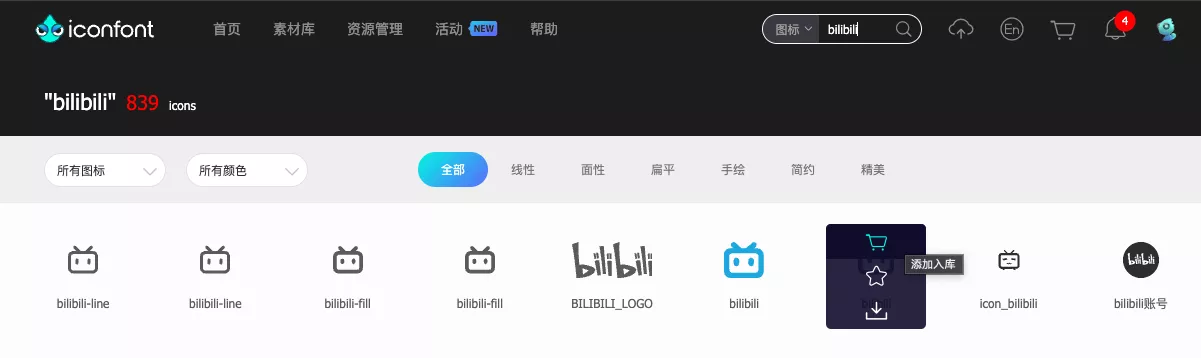 iconfont 首页 素材库 资源管理 活动 NEW 帮助 图标 bilibili En 4
"bilibili" 839 icons
所有图标 所有颜色 全部 线性 面性 扁平 手绘 简约 精美
bilibili bilibili
添加入库
bilibili-line bilibili-line bilibili-fill bilibili-fill BILIBILI_LOGO bilibili bilibili icon_bilibili bilibili账号